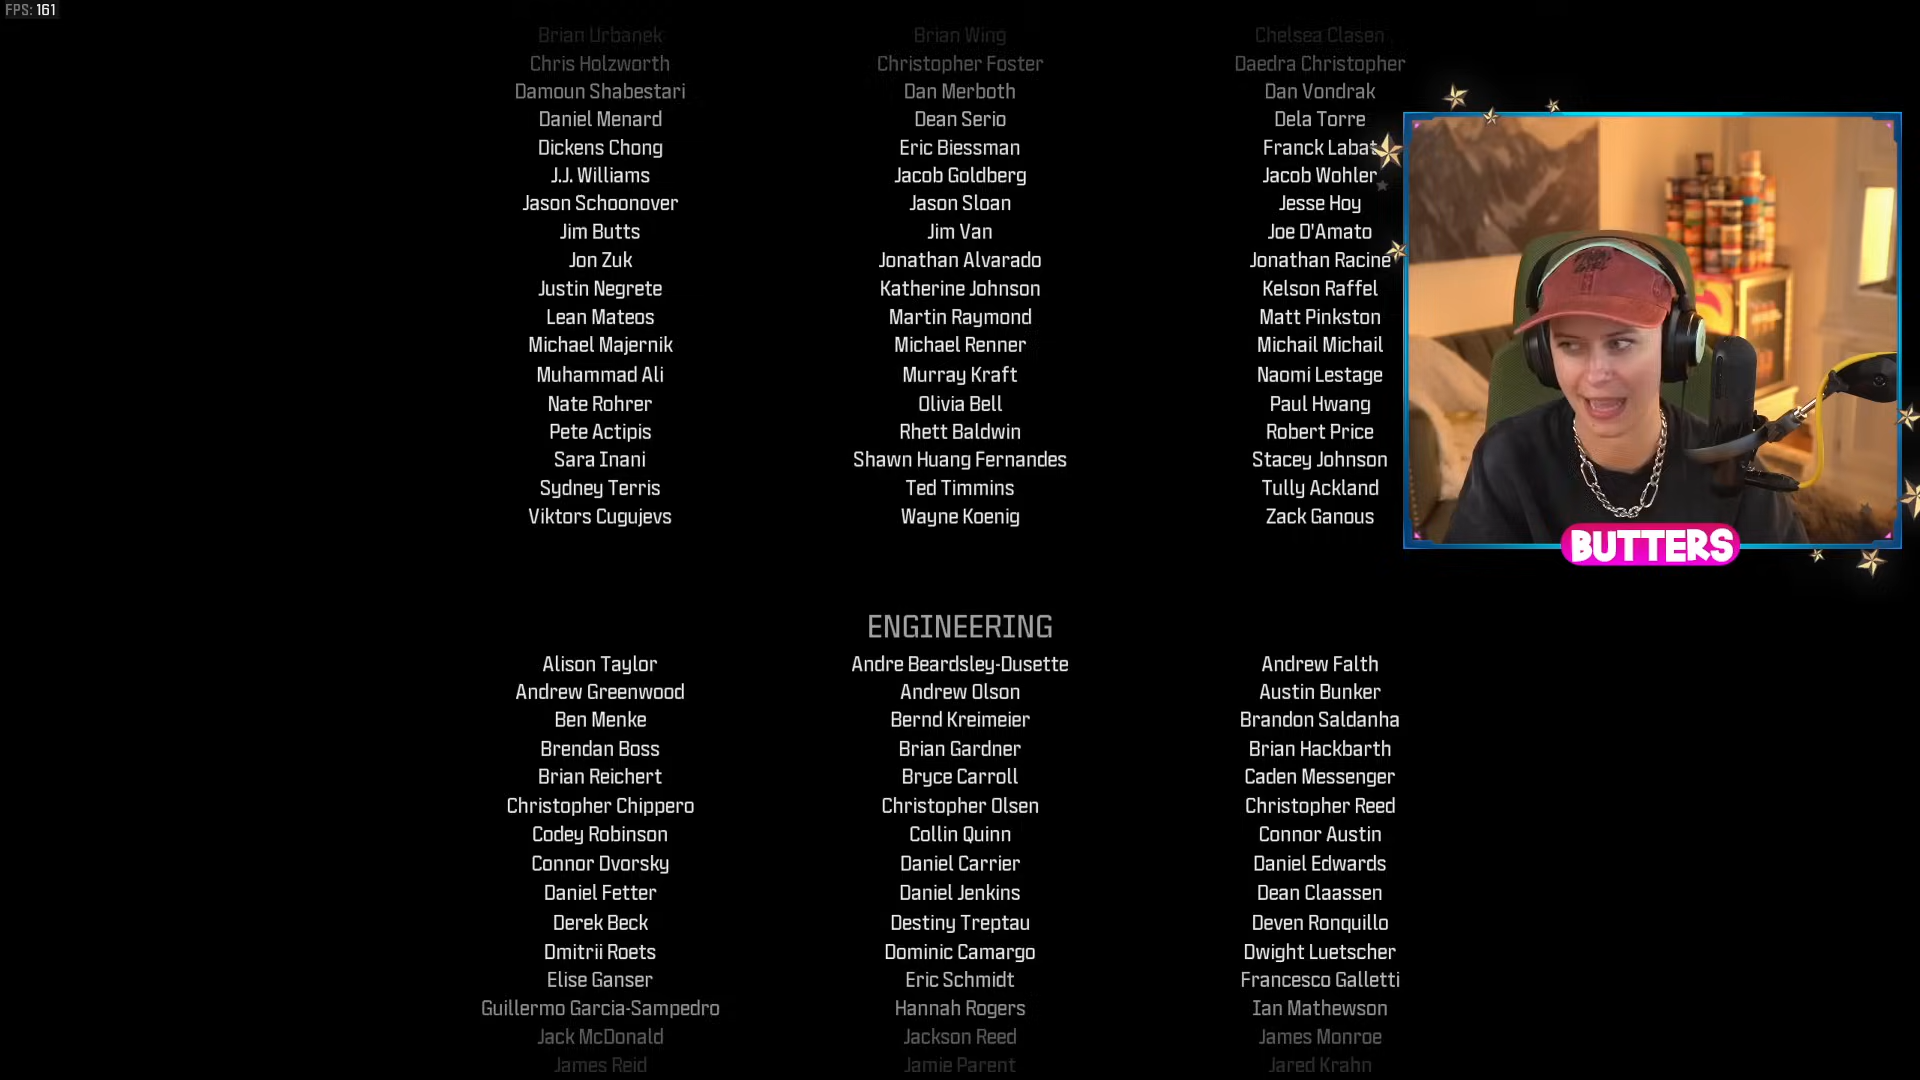 FPS: 161
Brian Urbanek Brian Wing Chelsea Clasen
Chris Holzworth Christopher Foster Daedra Christopher
Damoun Shabestari Dan Merboth Dan Vondrak
Daniel Menard Dean Serio Dela Torre
Dickens Chong Eric Biessman Franck Labat
J.J. Williams Jacob Goldberg Jacob Wohler
Jason Schoonover Jason Sloan Jesse Hoy
Jim Butts Jim Van Joe D'Amato
Jon Zuk Jonathan Alvarado Jonathan Racine
Justin Negrete Katherine Johnson Kelson Raffel
Lean Mateos Martin Raymond Matt Pinkston
Michael Majernik Michael Renner Michail Michail
Muhammad Ali Murray Kraft Naomi Lestage
Nate Rohrer Olivia Bell Paul Hwang
Pete Actipis Rhett Baldwin Robert Price
Sara Inani Shawn Huang Fernandes Stacey Johnson
Sydney Terris Ted Timmins Tully Ackland
Viktors Cugujevs Wayne Koenig Zack Ganous
BUTTERS
ENGINEERING
Alison Taylor Andre Beardsley-Dusette Andrew Falth
Andrew Greenwood Andrew Olson Austin Bunker
Ben Menke Bernd Kreimeier Brandon Saldanha
Brendan Boss Brian Gardner Brian Hackbarth
Brian Reichert Bryce Carroll Caden Messenger
Christopher Chippero Christopher Olsen Christopher Reed
Codey Robinson Collin Quinn Connor Austin
Connor Dvorsky Daniel Carrier Daniel Edwards
Daniel Fetter Daniel Jenkins Dean Claassen
Derek Beck Destiny Treptau Deven Ronquillo
Dmitrii Roets Dominic Camargo Dwight Luetscher
Elise Ganser Eric Schmidt Francesco Galletti
Guillermo Garcia-Sampedro Hannah Rogers Ian Mathewson
Jack McDonald Jackson Reed James Monroe
James Reid Jamie Parent Jared Krahn